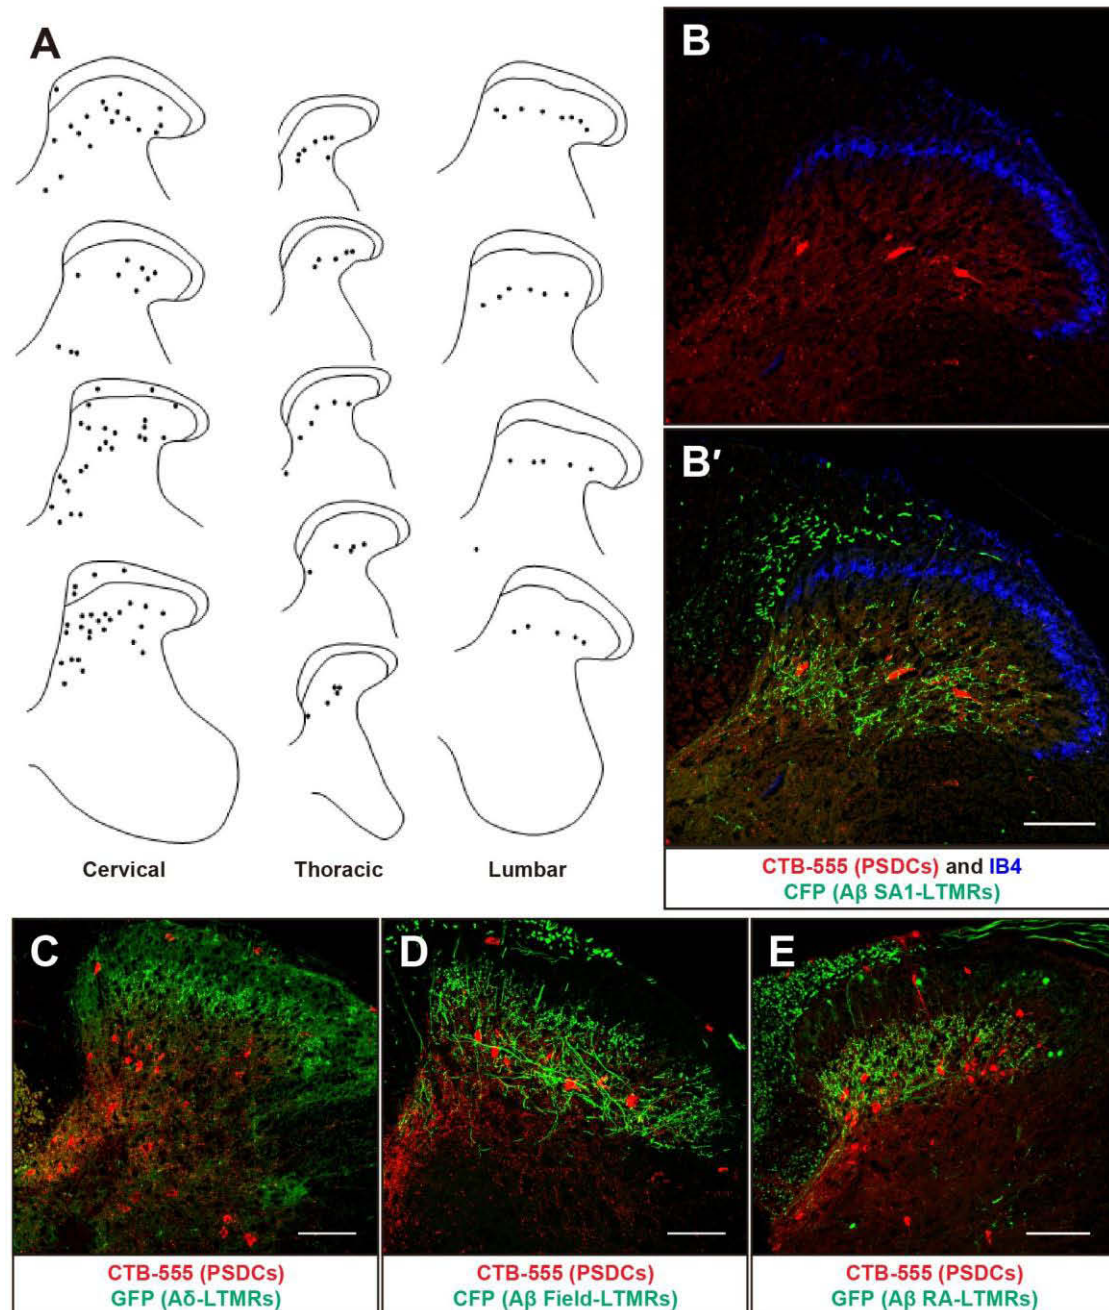 A
B
B′
Cervical
Thoracic
Lumbar
CTB-555 (PSDCs) and IB4
CFP (Aβ SA1-LTMRs)
C
D
E
CTB-555 (PSDCs)
GFP (Aδ-LTMRs)
CTB-555 (PSDCs)
CFP (Aβ Field-LTMRs)
CTB-555 (PSDCs)
GFP (Aβ RA-LTMRs)